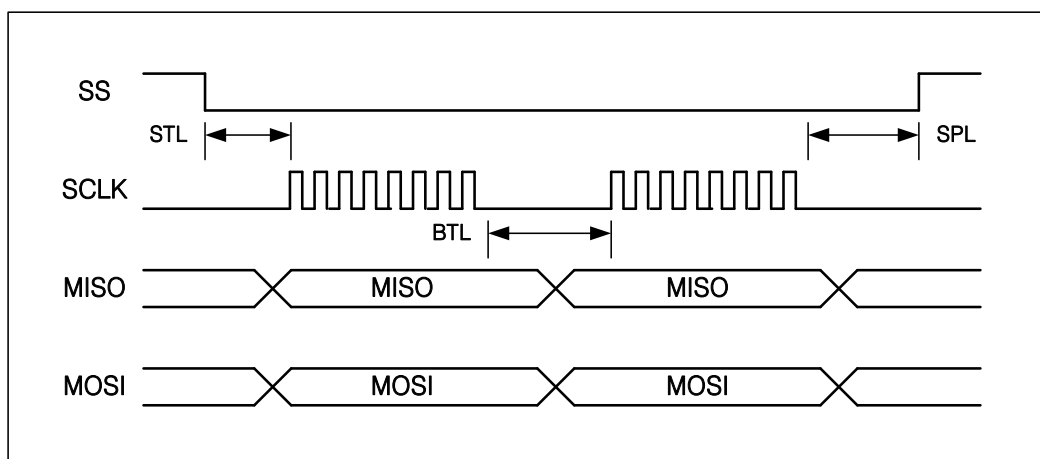 SS
STL
SPL
SCLK
BTL
MISO MISO MISO
MOSI MOSI MOSI